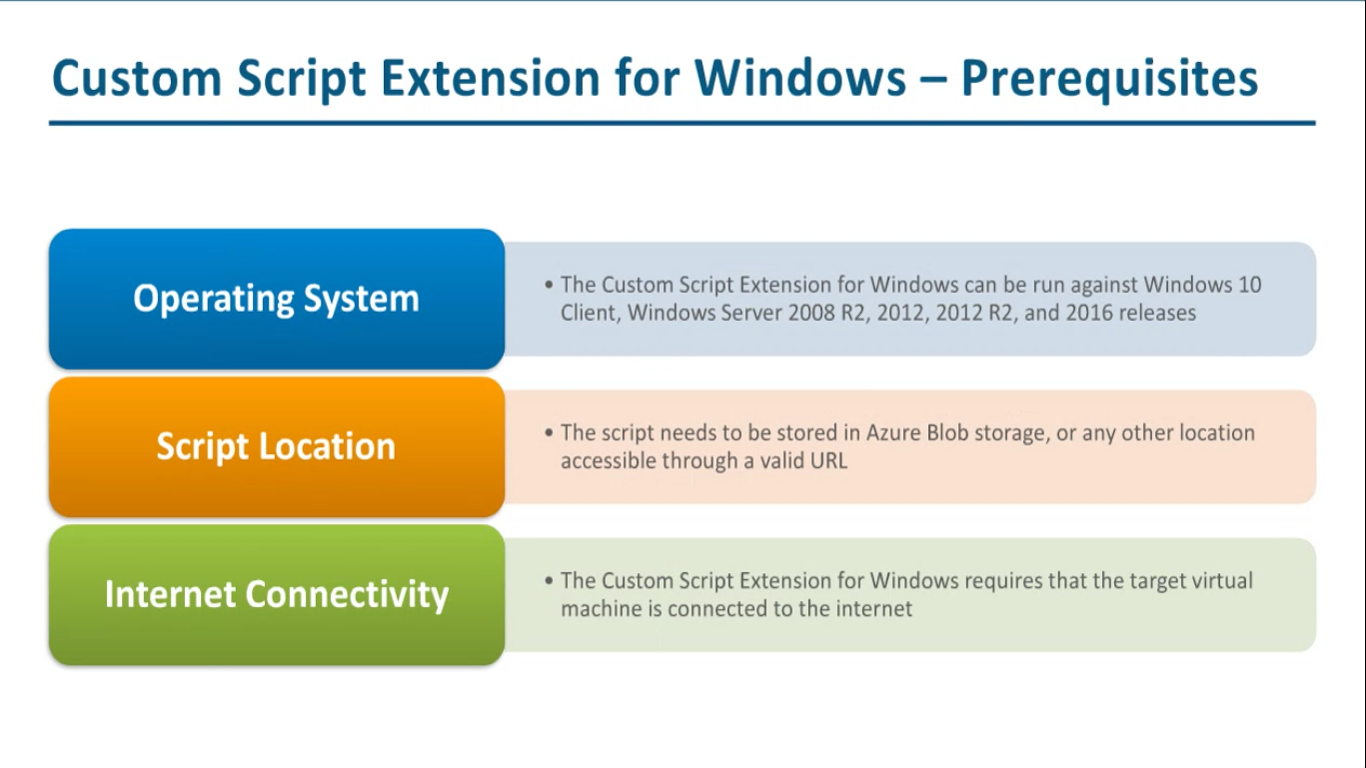 Custom Script Extension for Windows – Prerequisites
Operating System
• The Custom Script Extension for Windows can be run against Windows 10
Client, Windows Server 2008 R2, 2012, 2012 R2, and 2016 releases
Script Location
• The script needs to be stored in Azure Blob storage, or any other location
accessible through a valid URL
Internet Connectivity
• The Custom Script Extension for Windows requires that the target virtual
machine is connected to the internet